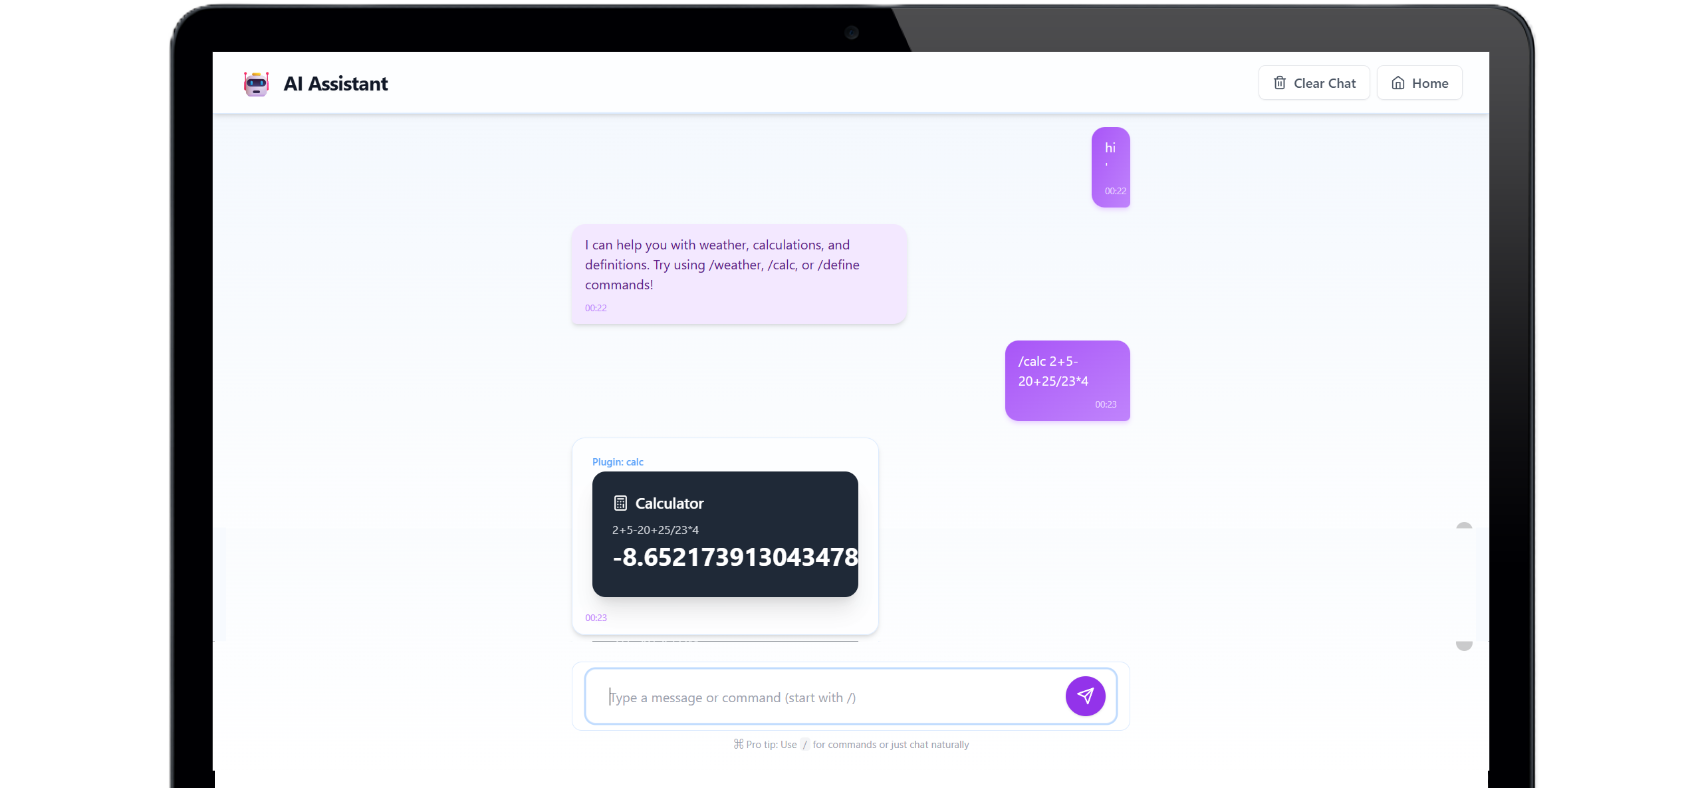 AI Assistant
Clear Chat
Home
hi
'
00:22
I can help you with weather, calculations, and
definitions. Try using /weather, /calc, or /define
commands!
00:22
/calc 2+5-
20+25/23*4
00:23
Plugin: calc
Calculator
2+5-20+25/23*4
-8.652173913043478
00:23
Type a message or command (start with /)
⌘ Pro tip: Use / for commands or just chat naturally